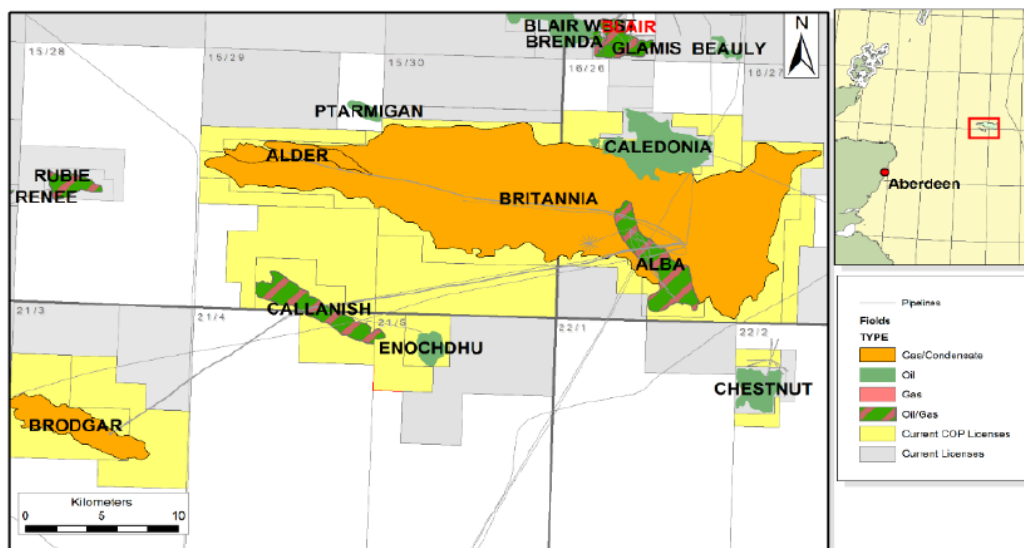 BLAIR WEST
BLAIR
BRENDA
GLAMIS
BEAULY
N
15/28
15/29
15/30
16/26
16/27
PTARMIGAN
CALEDONIA
ALDER
RUBIE
RENEE
BRITANNIA
ALBA
CALLANISH
21/3
21/4
21/5
22/1
22/2
ENOCHDHU
CHESTNUT
BRODGAR
Kilometers
0 5 10
Aberdeen
Pipelines
Fields
TYPE
Gas/Condensate
Oil
Gas
Oil/Gas
Current COP Licenses
Current Licenses